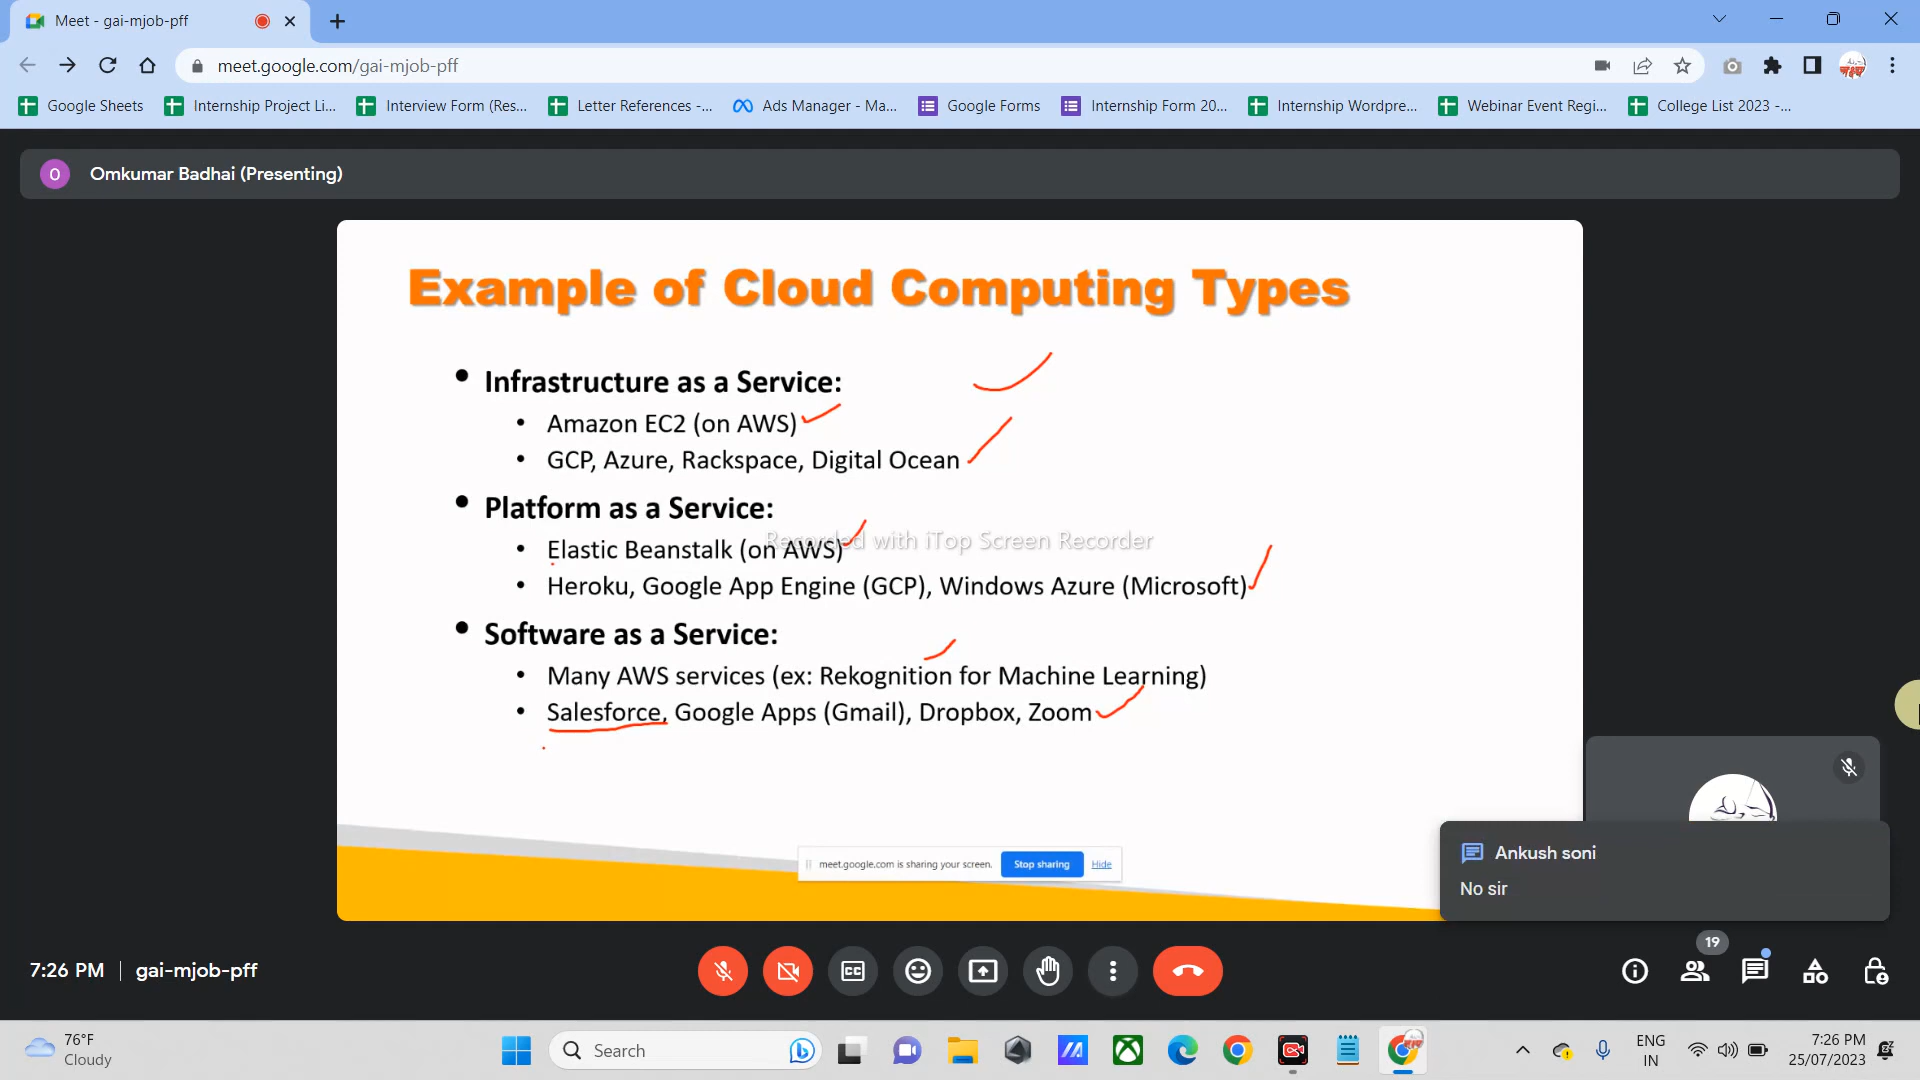 Meet - gai-mjob-pff
meet.google.com/gai-mjob-pff
Google Sheets
Internship Project Li...
Interview Form (Res...
Letter References -...
Ads Manager - Ma...
Google Forms
Internship Form 20...
Internship Wordpre...
Webinar Event Regi...
College List 2023 -...
O
Omkumar Badhai (Presenting)
Example of Cloud Computing Types
• Infrastructure as a Service:
• Amazon EC2 (on AWS)
• GCP, Azure, Rackspace, Digital Ocean
• Platform as a Service:
Recorded with iTop Screen Recorder
• Elastic Beanstalk (on AWS)
• Heroku, Google App Engine (GCP), Windows Azure (Microsoft)
• Software as a Service:
• Many AWS services (ex: Rekognition for Machine Learning)
• Salesforce, Google Apps (Gmail), Dropbox, Zoom
meet.google.com is sharing your screen.
Stop sharing
Hide
Ankush soni
No sir
7:26 PM
gai-mjob-pff
CC
19
76°F
Cloudy
Search
ENG
IN
7:26 PM
25/07/2023